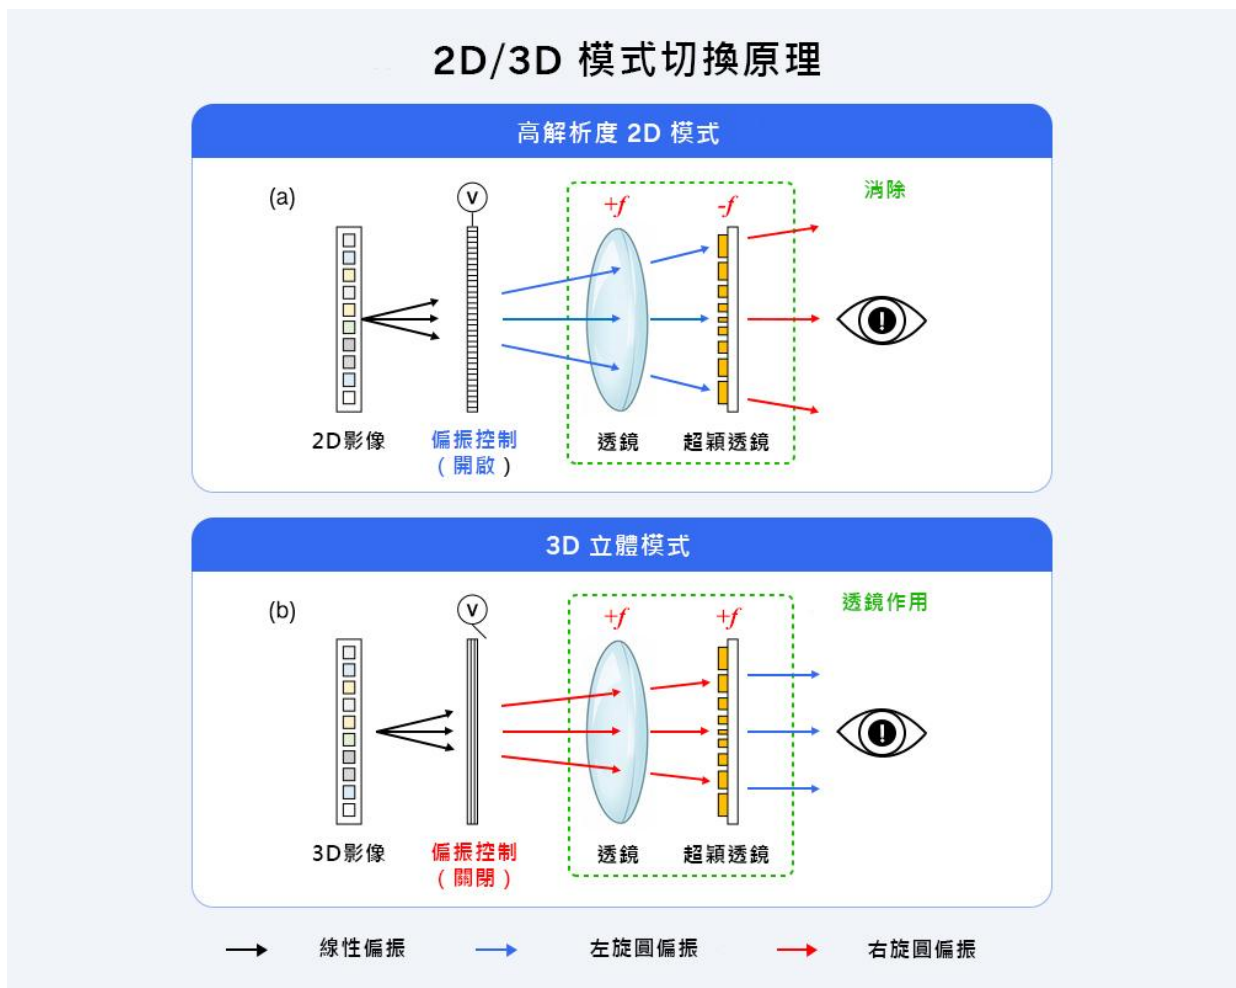 2D/3D 模式切換原理
高解析度 2D 模式
(a)
V
+f
-f
消除
2D影像
偏振控制
（開啟）
透鏡
超穎透鏡
3D 立體模式
(b)
V
+f
+f
透鏡作用
3D影像
偏振控制
（關閉）
透鏡
超穎透鏡
線性偏振
左旋圓偏振
右旋圓偏振